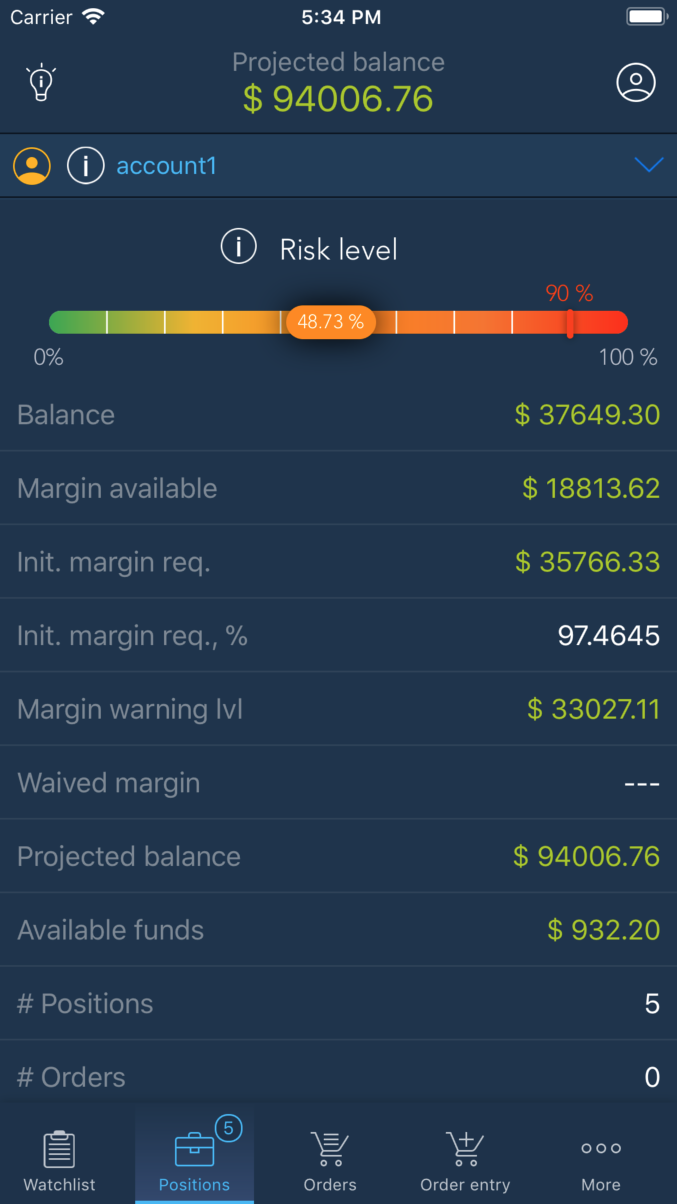 Carrier 5:34 PM
Projected balance
$ 94006.76
account1
Risk level
90 %
48.73 %
0% 100 %
Balance $ 37649.30
Margin available $ 18813.62
Init. margin req. $ 35766.33
Init. margin req., % 97.4645
Margin warning lvl $ 33027.11
Waived margin ---
Projected balance $ 94006.76
Available funds $ 932.20
# Positions 5
# Orders 0
5
Watchlist Positions Orders Order entry More